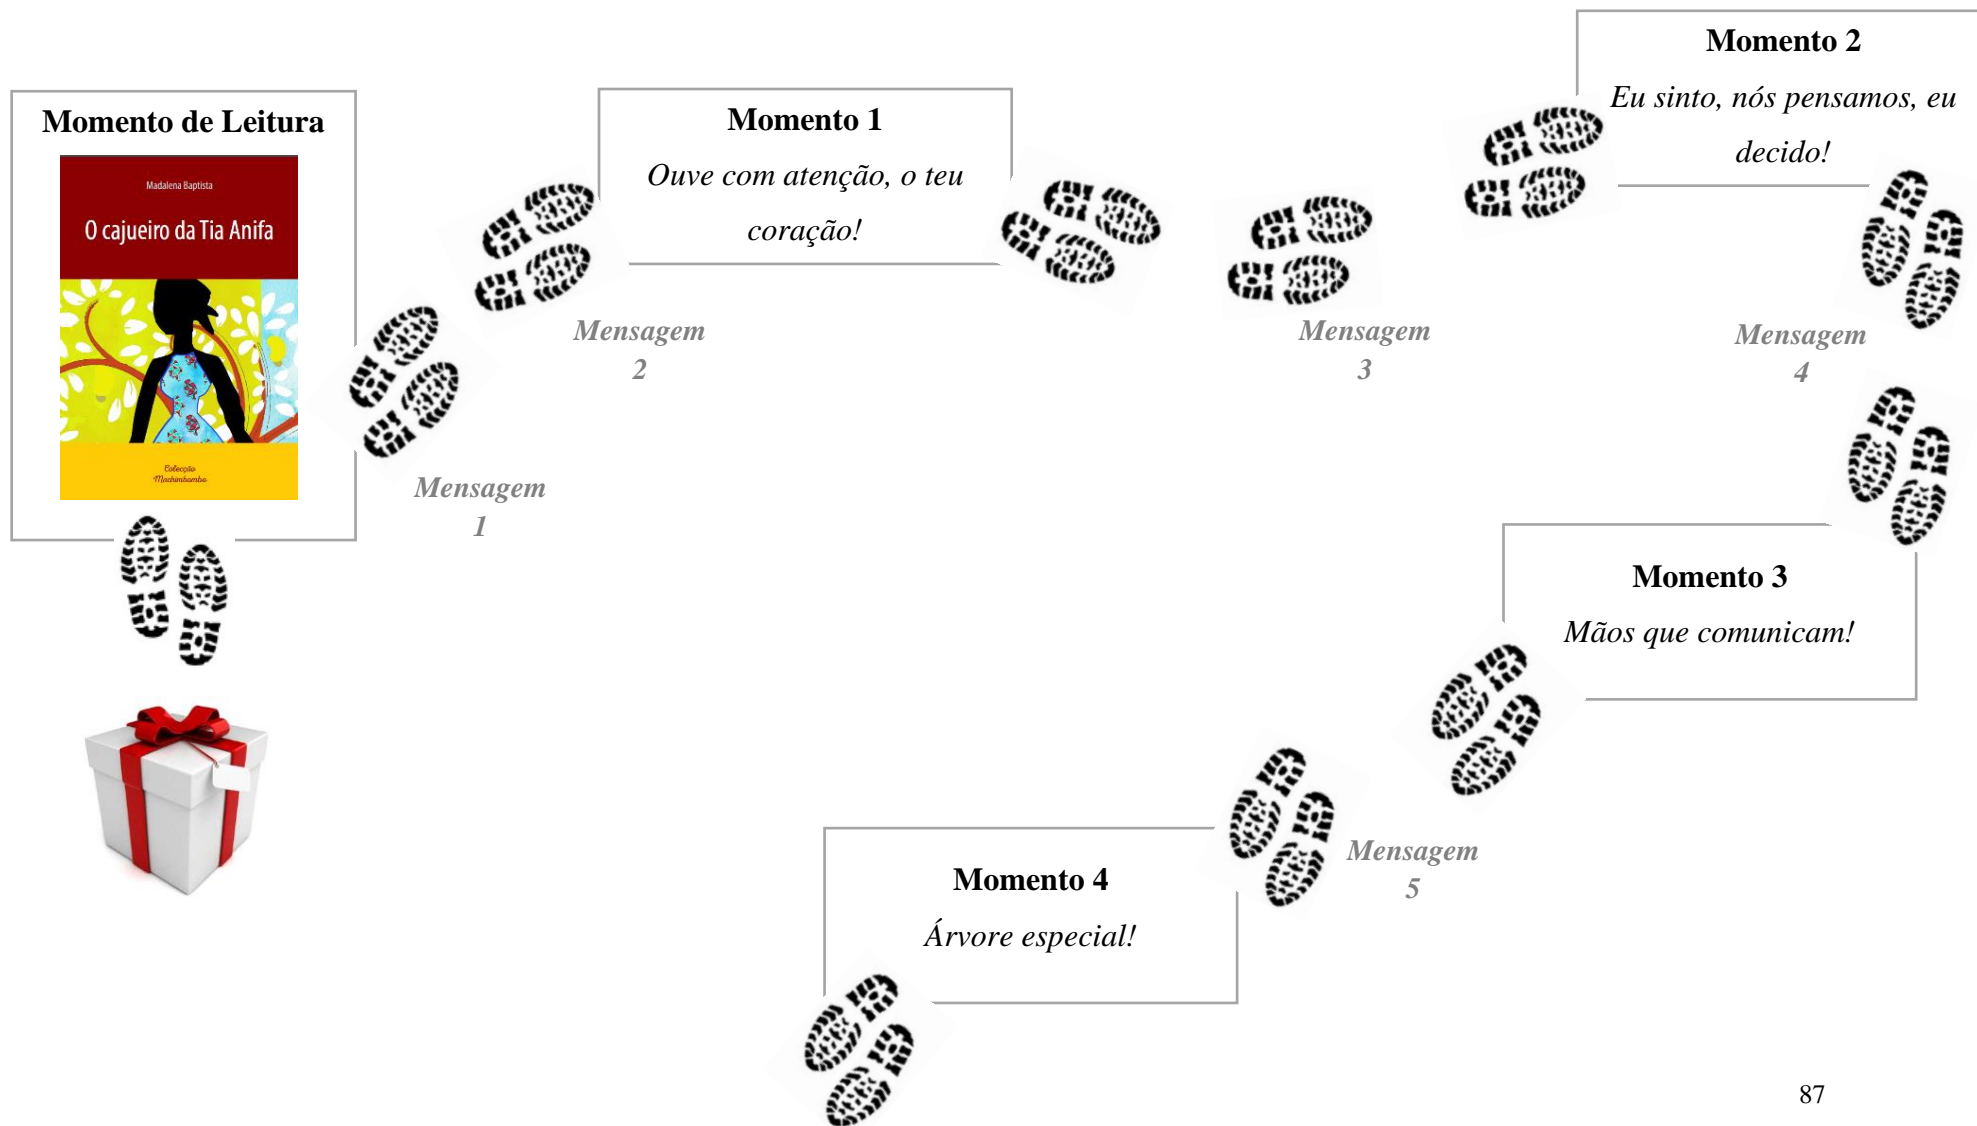 Momento de Leitura
Madalena Baptista
O cajueiro da Tia Anifa
Colecção
Machimbombo
Mensagem
1
Mensagem
2
Momento 1
Ouve com atenção, o teu
coração!
Mensagem
3
Momento 2
Eu sinto, nós pensamos, eu
decido!
Mensagem
4
Momento 3
Mãos que comunicam!
Mensagem
5
Momento 4
Árvore especial!
87